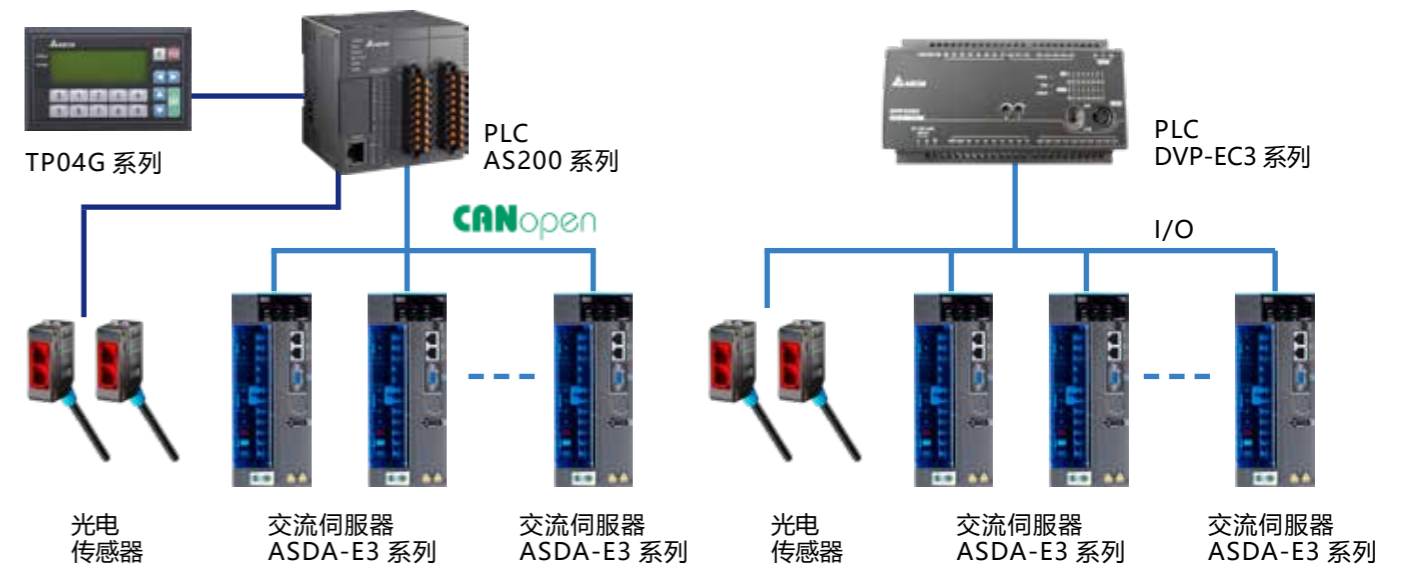 TP04G 系列
PLC
AS200 系列
CANopen
光电
传感器
交流伺服器
ASDA-E3 系列
交流伺服器
ASDA-E3 系列
PLC
DVP-EC3 系列
I/O
光电
传感器
交流伺服器
ASDA-E3 系列
交流伺服器
ASDA-E3 系列